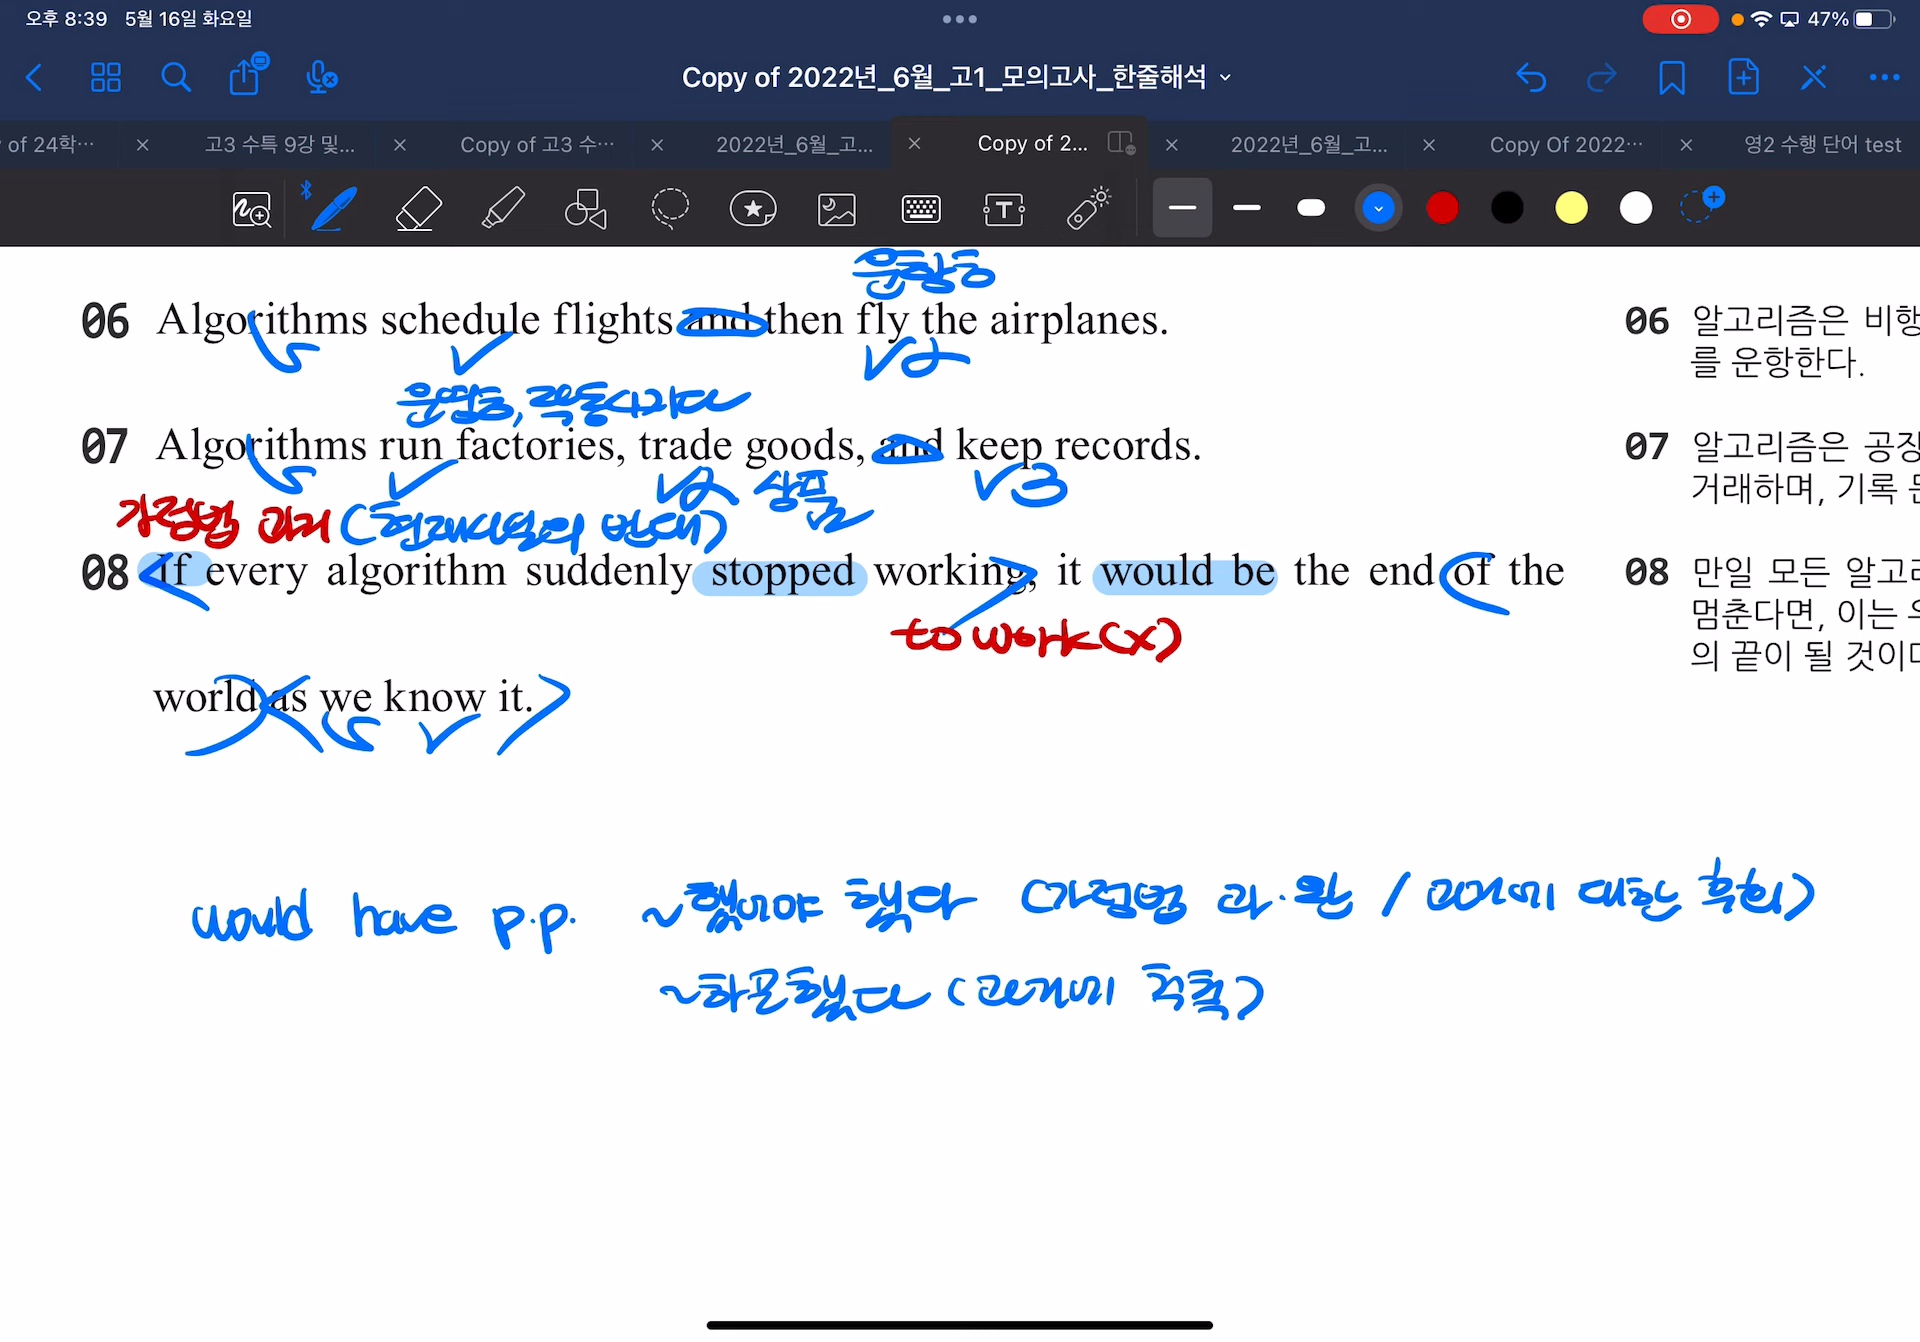 오후 8:39 5월 16일 화요일
47%
Copy of 2022년_6월_고1_모의고사_한줄해석
of 24학···
고3 수특 9강 및...
Copy of 고3 수···
2022년_6월_고...
Copy of 2...
2022년_6월_고...
Copy Of 2022···
영2 수행 단어 test
운항하
06 Algorithms schedule flights and then fly the airplanes.
V2
06 알고리즘은 비행
를 운항한다.
운영하, 작동시키다
07 Algorithms run factories, trade goods, and keep records.
V2 상품 V3
07 알고리즘은 공장
거래하며, 기록 문
가정법 과거 (현재사실의 반대)
08 If every algorithm suddenly stopped working, it would be the end of the
to work(x)
world as we know it.
08 만일 모든 알고리
멈춘다면, 이는 우
의 끝이 될 것이다
would have p.p. ~했어야 했다 (가정법 과.완 / 과거에 대한 후회)
~하곤했다 (과거에